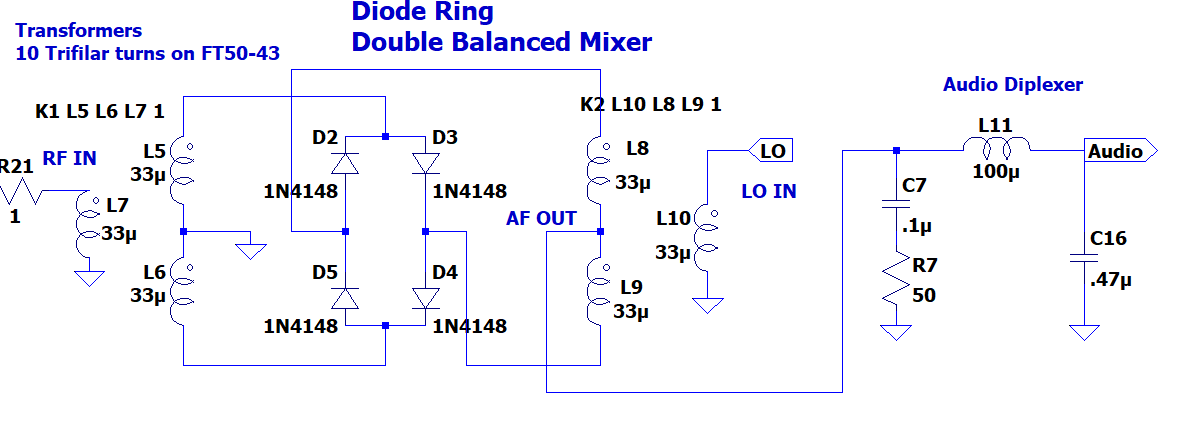 Diode Ring
Double Balanced Mixer
Transformers
10 Trifilar turns on FT50-43
Audio Diplexer
K1 L5 L6 L7 1
K2 L10 L8 L9 1
D2
D3
L11
100µ
Audio
LO
L5
33µ
RF IN
R21
1
1N4148
1N4148
L8
33µ
LO IN
C7
.1µ
L7
33µ
AF OUT
L10
33µ
C16
.47µ
L6
33µ
D5
D4
1N4148
1N4148
L9
33µ
R7
50